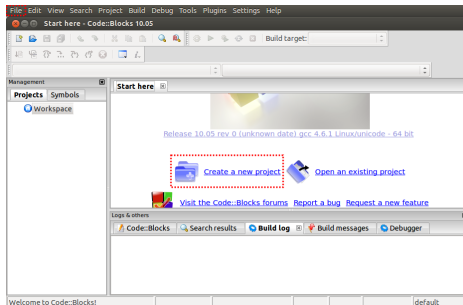 File Edit View Search Project Build Debug Tools Plugins Settings Help
Start here - Code::Blocks 10.05
Build target:
Management
Projects Symbols
Workspace
Start here
Release 10.05 rev 0 (unknown date) gcc 4.6.1 Linux/unicode - 64 bit
Create a new project Open an existing project
Visit the Code::Blocks forums Report a bug Request a new feature
Logs & others
Code::Blocks Search results Build log Build messages Debugger
Welcome to Code::Blocks! default